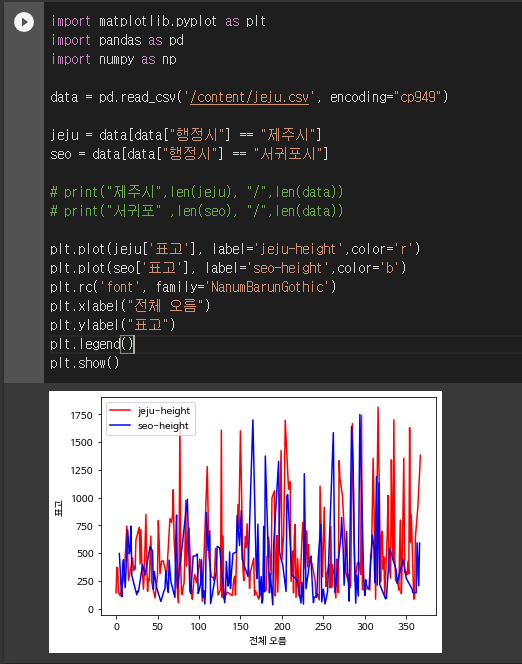 import matplotlib.pyplot as plt
import pandas as pd
import numpy as np
data = pd.read_csv('/content/jeju.csv', encoding="cp949")
jeju = data[data["행정시"] == "제주시"]
seo = data[data["행정시"] == "서귀포시"]
# print("제주시",len(jeju), "/",len(data))
# print("서귀포" ,len(seo), "/",len(data))
plt.plot(jeju['표고'], label='jeju-height',color='r')
plt.plot(seo['표고'], label='seo-height',color='b')
plt.rc('font', family='NanumBarunGothic')
plt.xlabel("전체 오름")
plt.ylabel("표고")
plt.legend()
plt.show()
jeju-height
seo-height
1750
1500
1250
1000
750
500
250
0
표고
0 50 100 150 200 250 300 350
전체 오름